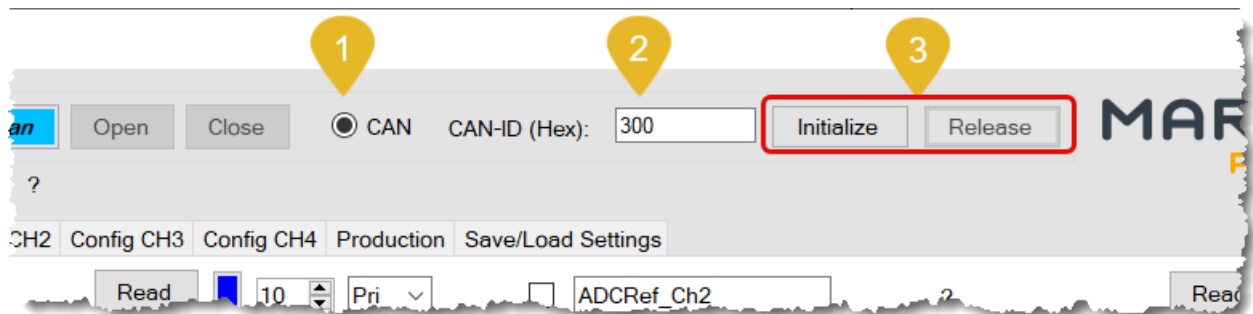 1 2 3
an Open Close CAN CAN-ID (Hex): 300 Initialize Release MAR
?
CH2 Config CH3 Config CH4 Production Save/Load Settings
Read 10 Pri ADCRef_Ch2 ? Read